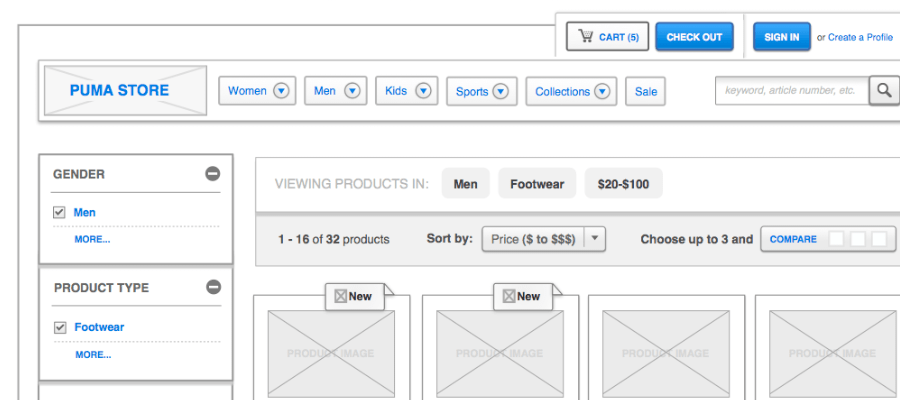 CART (5) CHECK OUT SIGN IN or Create a Profile
PUMA STORE Women Men Kids Sports Collections Sale keyword, article number, etc.
GENDER
Men
MORE...
PRODUCT TYPE
Footwear
MORE...
VIEWING PRODUCTS IN: Men Footwear $20-$100
1 - 16 of 32 products Sort by: Price ($ to $$$) Choose up to 3 and COMPARE
New New
PRODUCT IMAGE PRODUCT IMAGE PRODUCT IMAGE PRODUCT IMAGE